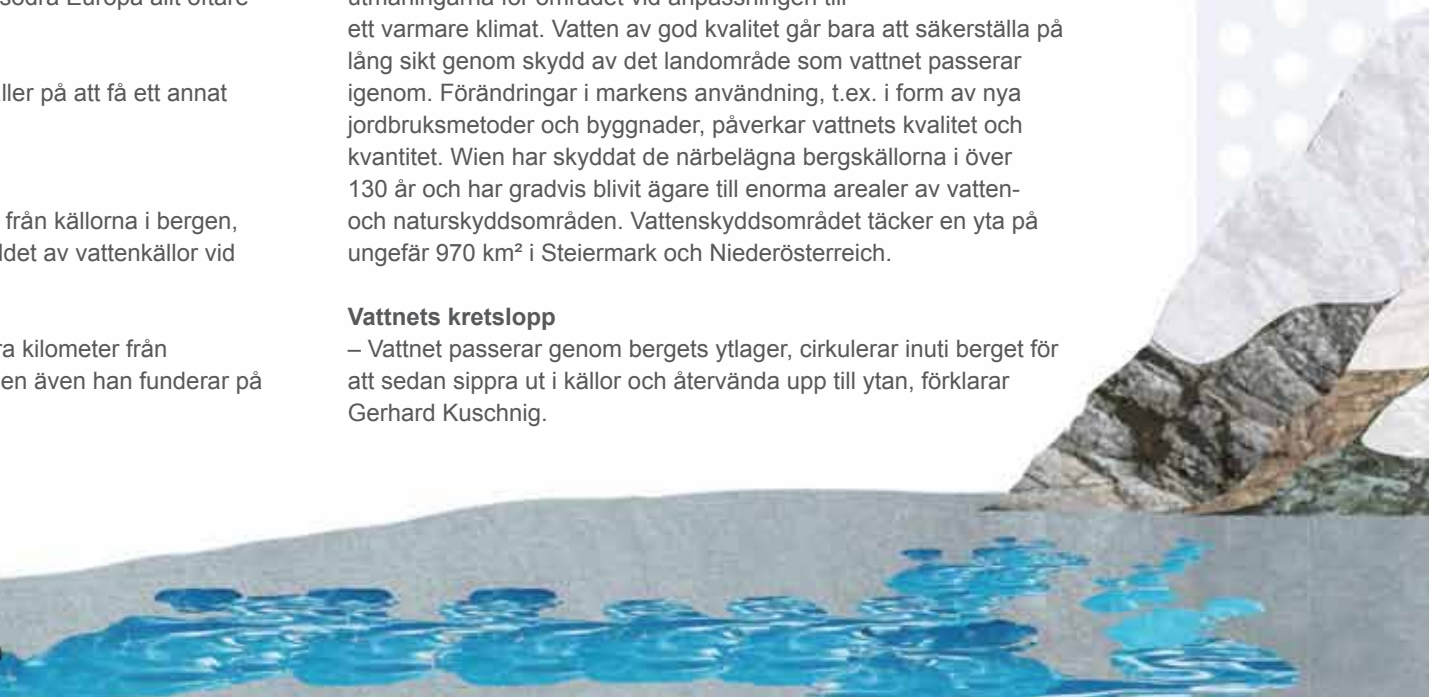 södra Europa allt oftare
ller på att få ett annat
från källorna i bergen,
ldet av vattenkällor vid
ra kilometer från
en även han funderar på
utmaningarna för området vid anpassningen till
ett varmare klimat. Vatten av god kvalitet går bara att säkerställa på
lång sikt genom skydd av det landområde som vattnet passerar
igenom. Förändringar i markens användning, t.ex. i form av nya
jordbruksmetoder och byggnader, påverkar vattnets kvalitet och
kvantitet. Wien har skyddat de närbelägna bergskällorna i över
130 år och har gradvis blivit ägare till enorma arealer av vatten-
och naturskyddsområden. Vattenskyddsområdet täcker en yta på
ungefär 970 km² i Steiermark och Niederösterreich.
Vattnets kretslopp
– Vattnet passerar genom bergets ytlager, cirkulerar inuti berget för
att sedan sippra ut i källor och återvända upp till ytan, förklarar
Gerhard Kuschnig.